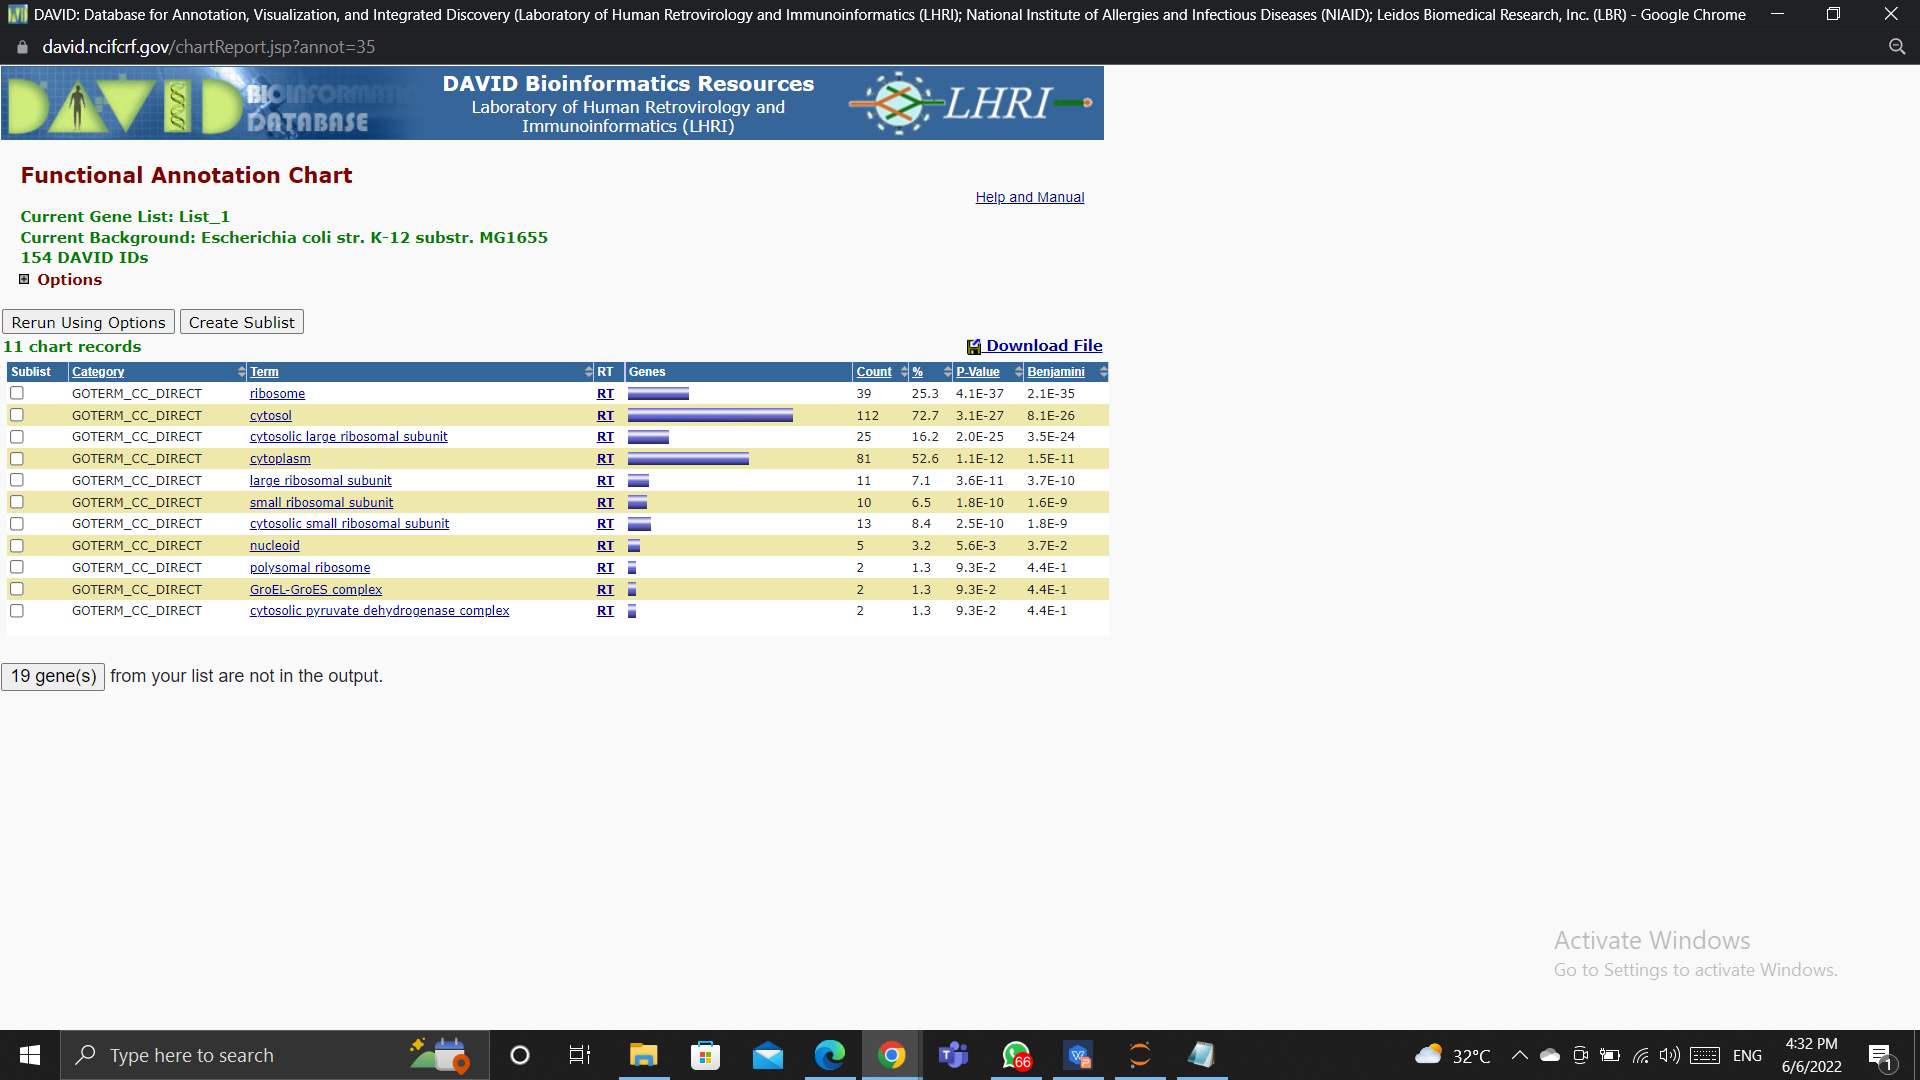 DAVID: Database for Annotation, Visualization, and Integrated Discovery (Laboratory of Human Retrovirology and Immunoinformatics (LHRI); National Institute of Allergies and Infectious Diseases (NIAID); Leidos Biomedical Research, Inc. (LBR) - Google Chrome
david.ncifcrf.gov/chartReport.jsp?annot=35
DAVID BIOINFORMATICS DATABASE
DAVID Bioinformatics Resources
Laboratory of Human Retrovirology and
Immunoinformatics (LHRI)
LHRI
Functional Annotation Chart
Help and Manual
Current Gene List: List_1
Current Background: Escherichia coli str. K-12 substr. MG1655
154 DAVID IDs
Options
Rerun Using Options Create Sublist
11 chart records Download File
Sublist Category Term RT Genes Count % P-Value Benjamini
GOTERM_CC_DIRECT ribosome RT 39 25.3 4.1E-37 2.1E-35
GOTERM_CC_DIRECT cytosol RT 112 72.7 3.1E-27 8.1E-26
GOTERM_CC_DIRECT cytosolic large ribosomal subunit RT 25 16.2 2.0E-25 3.5E-24
GOTERM_CC_DIRECT cytoplasm RT 81 52.6 1.1E-12 1.5E-11
GOTERM_CC_DIRECT large ribosomal subunit RT 11 7.1 3.6E-11 3.7E-10
GOTERM_CC_DIRECT small ribosomal subunit RT 10 6.5 1.8E-10 1.6E-9
GOTERM_CC_DIRECT cytosolic small ribosomal subunit RT 13 8.4 2.5E-10 1.8E-9
GOTERM_CC_DIRECT nucleoid RT 5 3.2 5.6E-3 3.7E-2
GOTERM_CC_DIRECT polysomal ribosome RT 2 1.3 9.3E-2 4.4E-1
GOTERM_CC_DIRECT GroEL-GroES complex RT 2 1.3 9.3E-2 4.4E-1
GOTERM_CC_DIRECT cytosolic pyruvate dehydrogenase complex RT 2 1.3 9.3E-2 4.4E-1
19 gene(s) from your list are not in the output.
Activate Windows
Go to Settings to activate Windows.
Type here to search
66
32°C
ENG
4:32 PM
6/6/2022
1